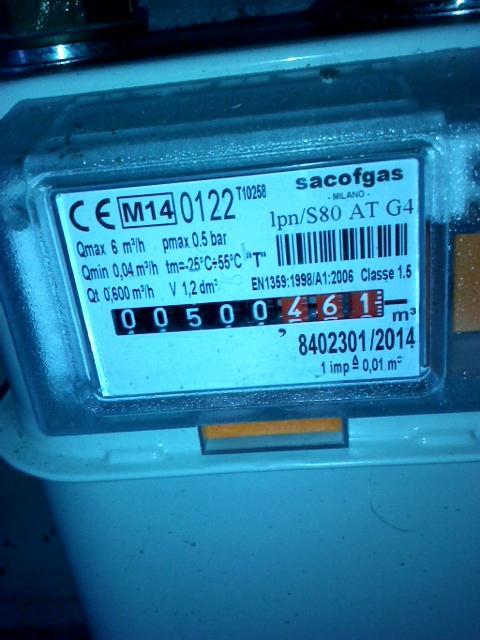 CE M14 0122 T10258
sacofgas
- MILANO -
1pn/S80 AT G4
Qmax 6 m³/h pmax 0.5 bar
Qmin 0,04 m³/h tm=-25°C÷55°C "T"
Qt 0,600 m³/h V 1,2 dm³
EN1359:1998/A1:2006 Classe 1.5
00500461 m³
,
8402301/2014
1 imp ≙ 0,01 m³